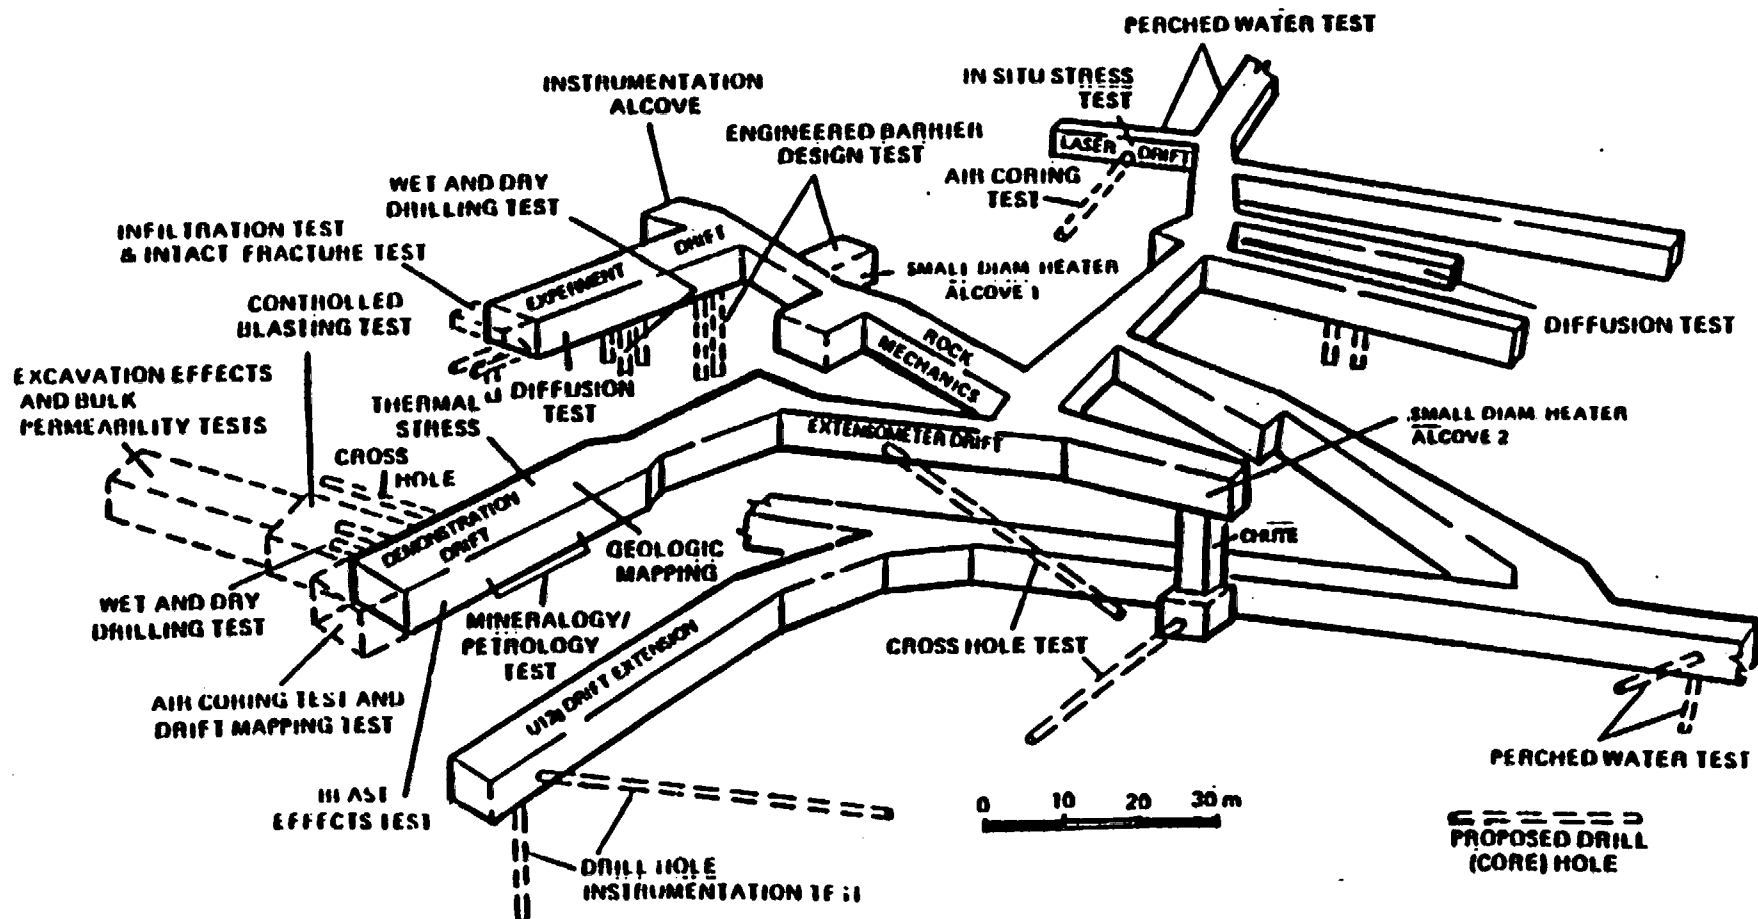 PERCHED WATER TEST
IN SITU STRESS
TEST
INSTRUMENTATION
ALCOVE
ENGINEERED BARRIER
DESIGN TEST
LASER DRIFT
AIR CORING
TEST
WET AND DRY
DRILLING TEST
INFILTRATION TEST
& INTACT FRACTURE TEST
DRIFT
EXPERIMENT
SMALL DIAM HEATER
ALCOVE 1
CONTROLLED
BLASTING TEST
DIFFUSION TEST
ROCK
MECHANICS
EXCAVATION EFFECTS
AND BULK
PERMEABILITY TESTS
DIFFUSION
TEST
THERMAL
STRESS
SMALL DIAM. HEATER
ALCOVE 2
EXTENSOMETER DRIFT
CROSS
HOLE
DEMONSTRATION
DRIFT
GEOLOGIC
MAPPING
CHUTE
WET AND DRY
DRILLING TEST
MINERALOGY/
PETROLOGY
TEST
CROSS HOLE TEST
U12g DRIFT EXTENSION
AIR CORING TEST AND
DRIFT MAPPING TEST
PERCHED WATER TEST
BLAST
EFFECTS TEST
0 10 20 30 m
PROPOSED DRILL
(CORE) HOLE
DRILL HOLE
INSTRUMENTATION